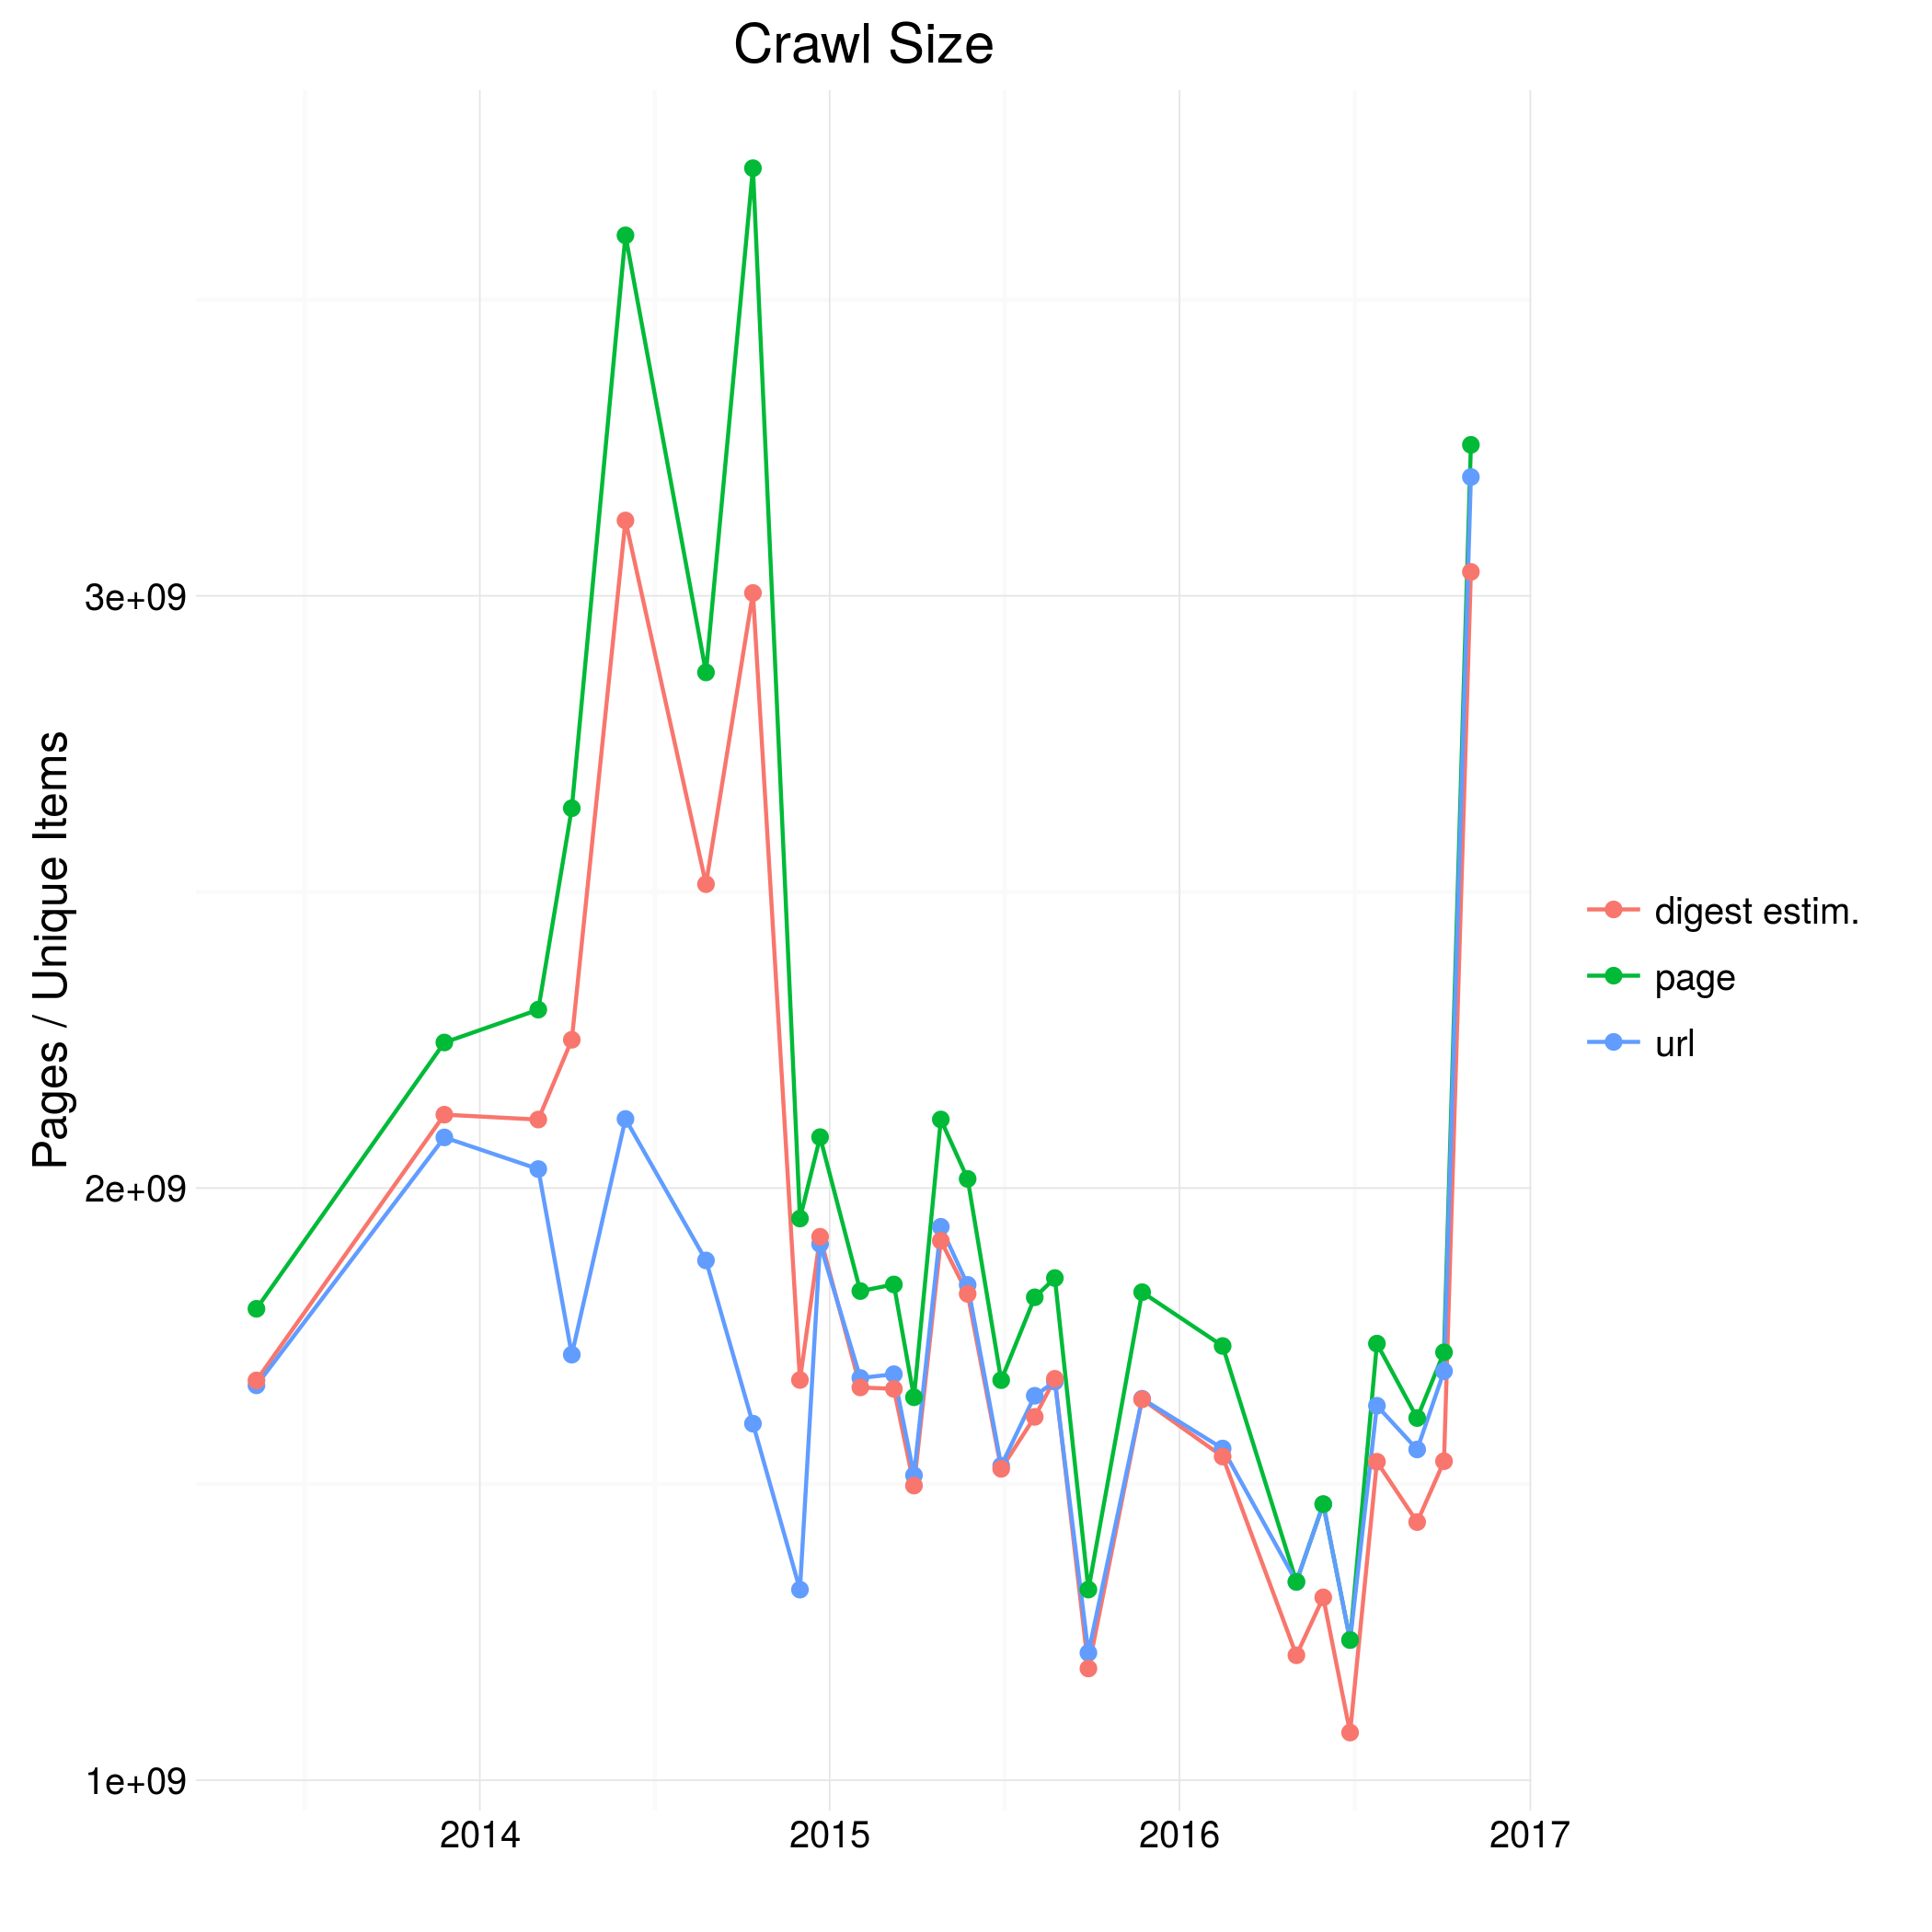 Crawl Size
Pages / Unique Items
3e+09
2e+09
1e+09
2014
2015
2016
2017
digest estim.
page
url